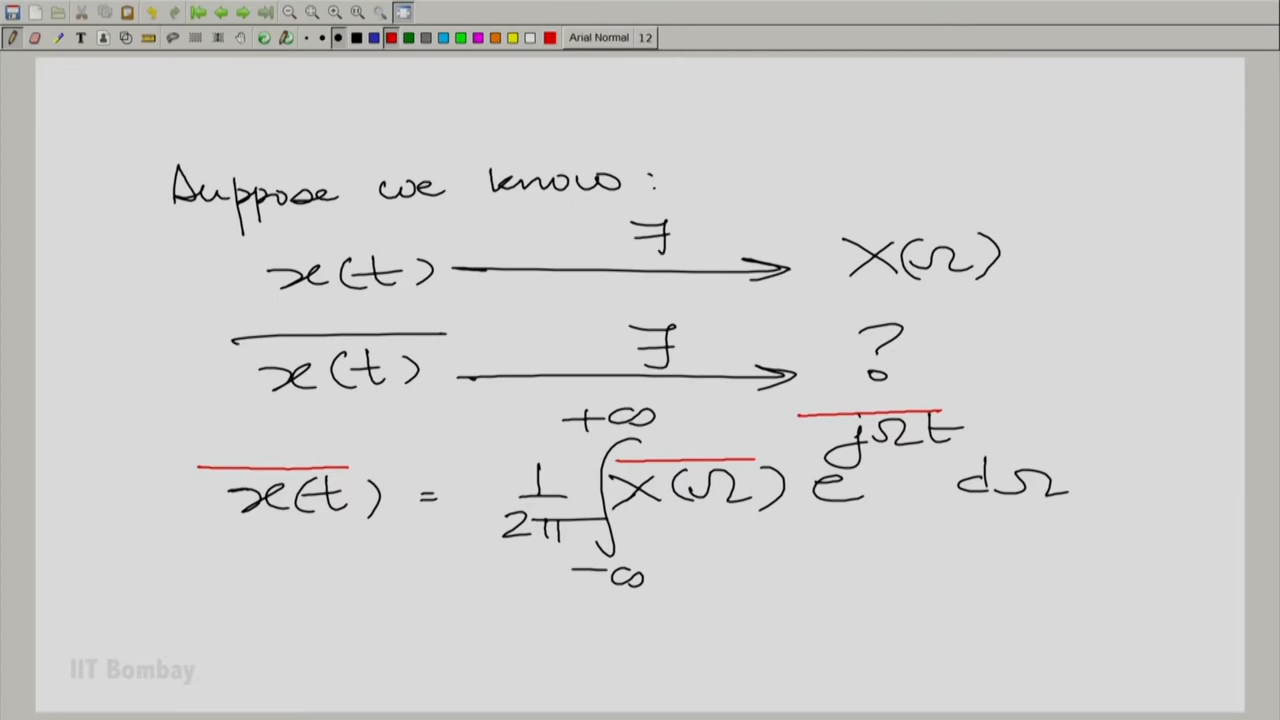 Arial Normal 12
Suppose we know:
x(t) ℱ→ X(Ω)
x̅(̅t̅)̅ ℱ→ ?
x̅(̅t̅)̅ = 1/2π ∫_{-∞}^{+∞} X̅(̅Ω̅)̅ e̅^{jΩt} dΩ
IIT Bombay